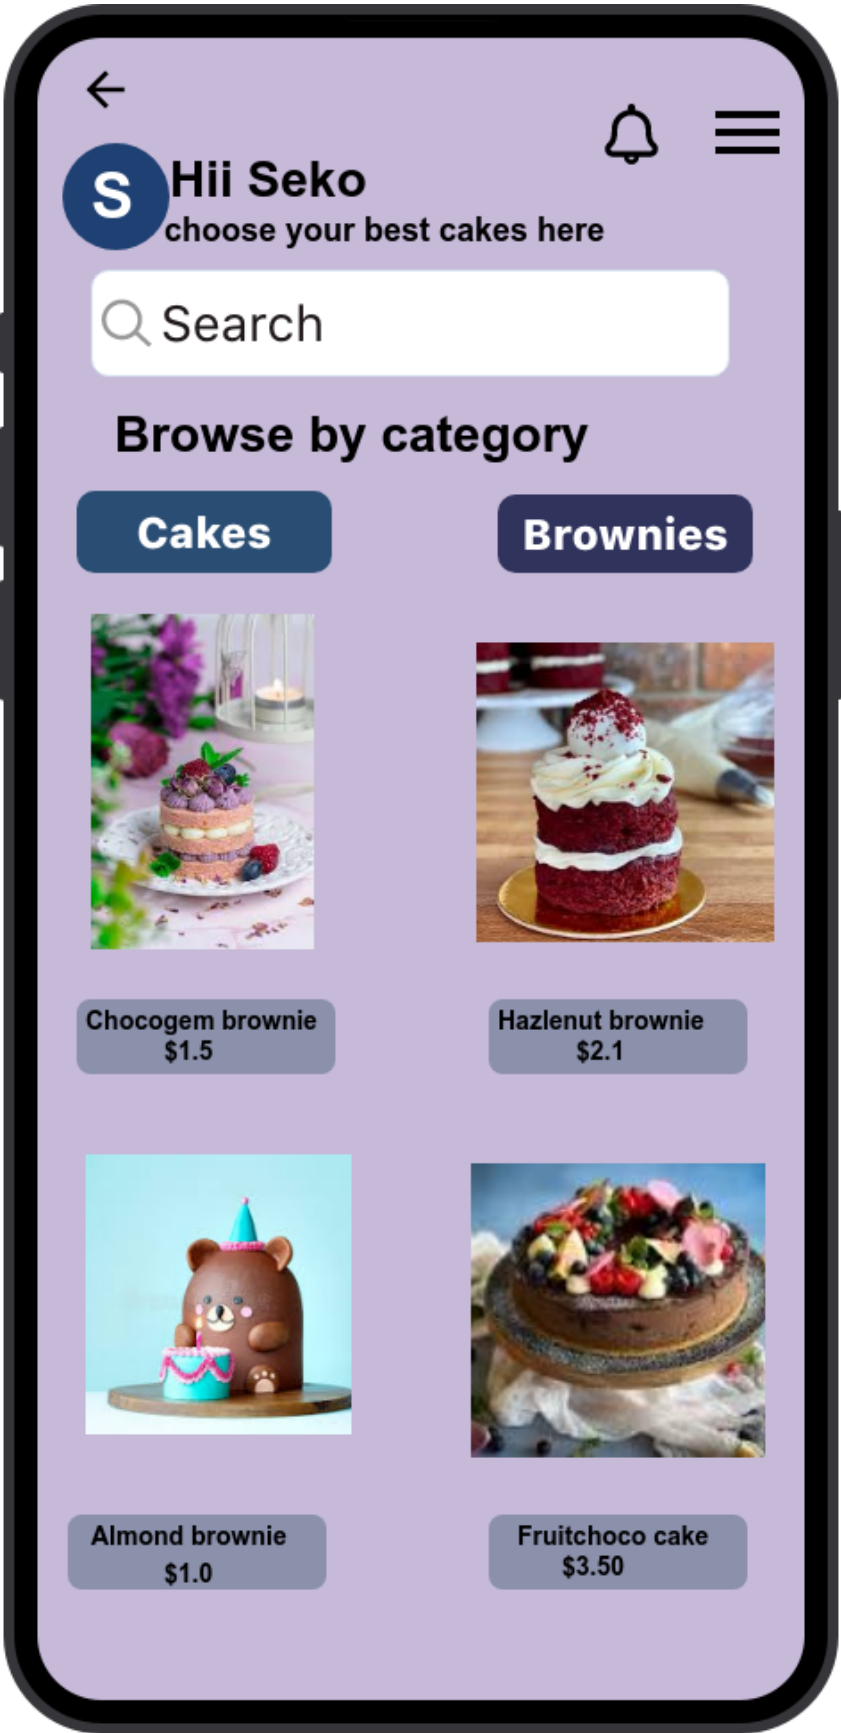 S
Hii Seko
choose your best cakes here
Search
Browse by category
Cakes
Brownies
Chocogem brownie
$1.5
Hazlenut brownie
$2.1
Almond brownie
$1.0
Fruitchoco cake
$3.50